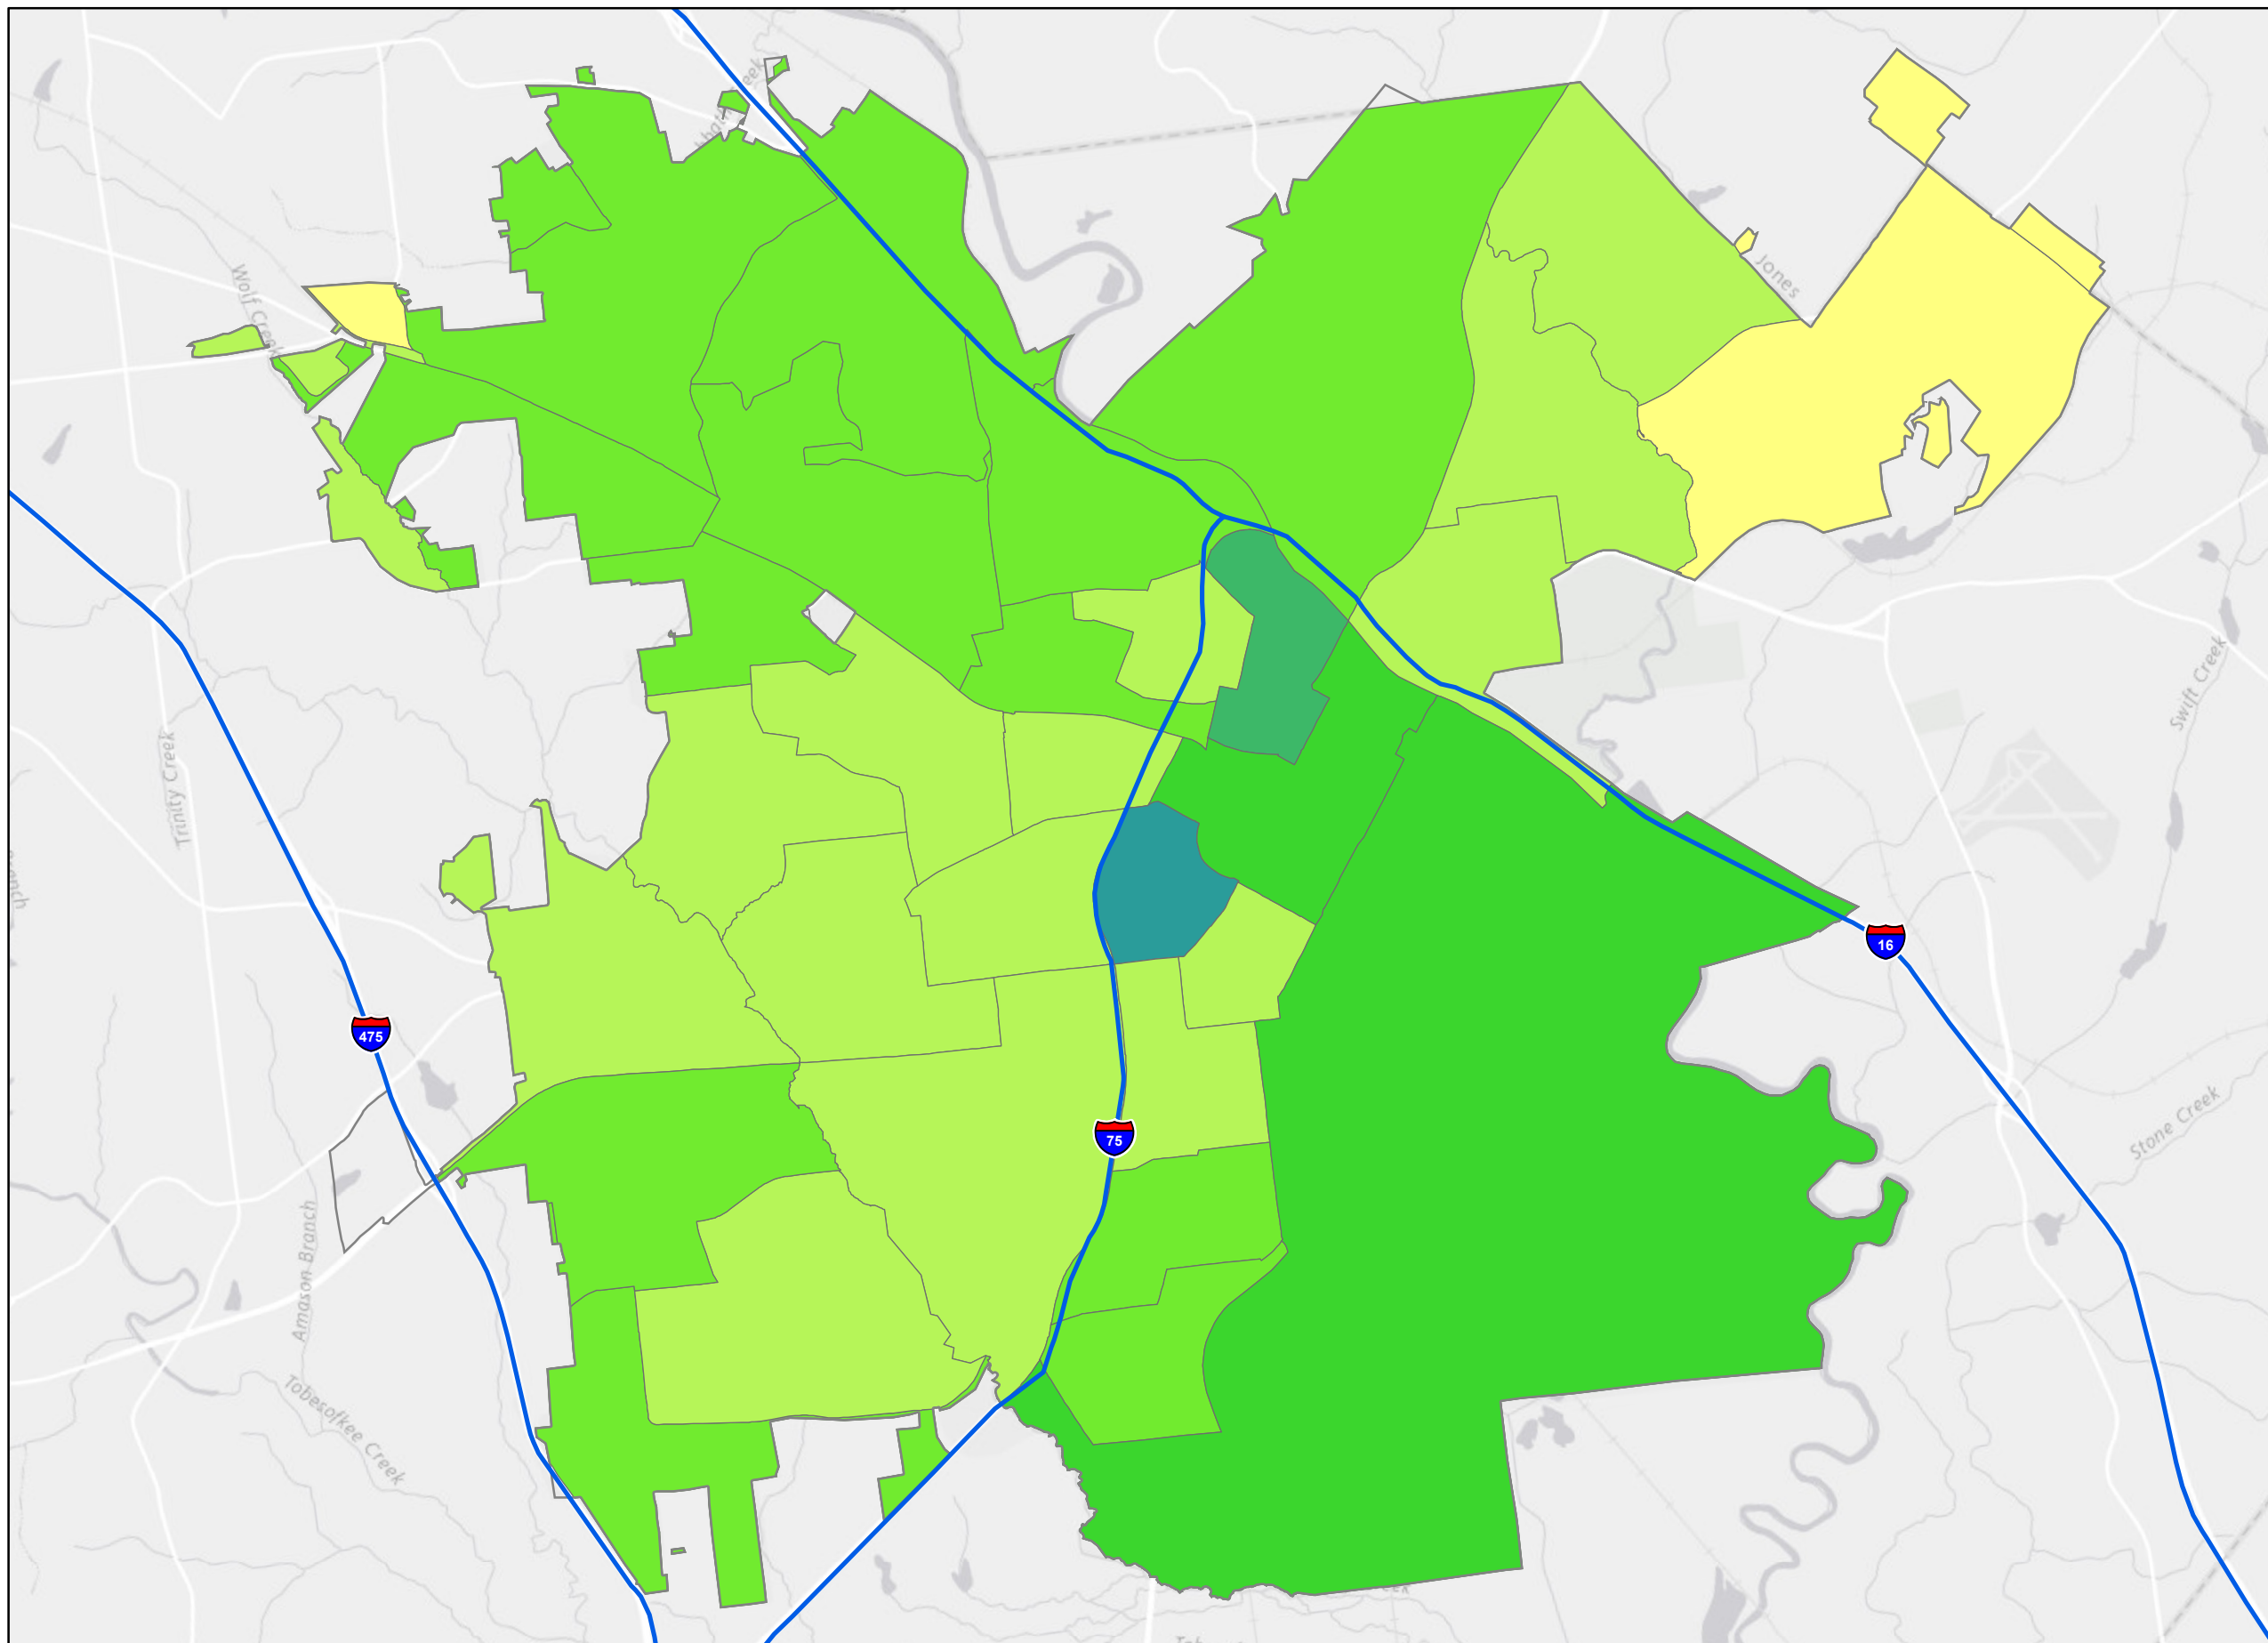 Wolf Creek
Jones
Swift Creek
Trinity Creek
16
475
75
Stone Creek
Amason Branch
Tobesofkee Creek